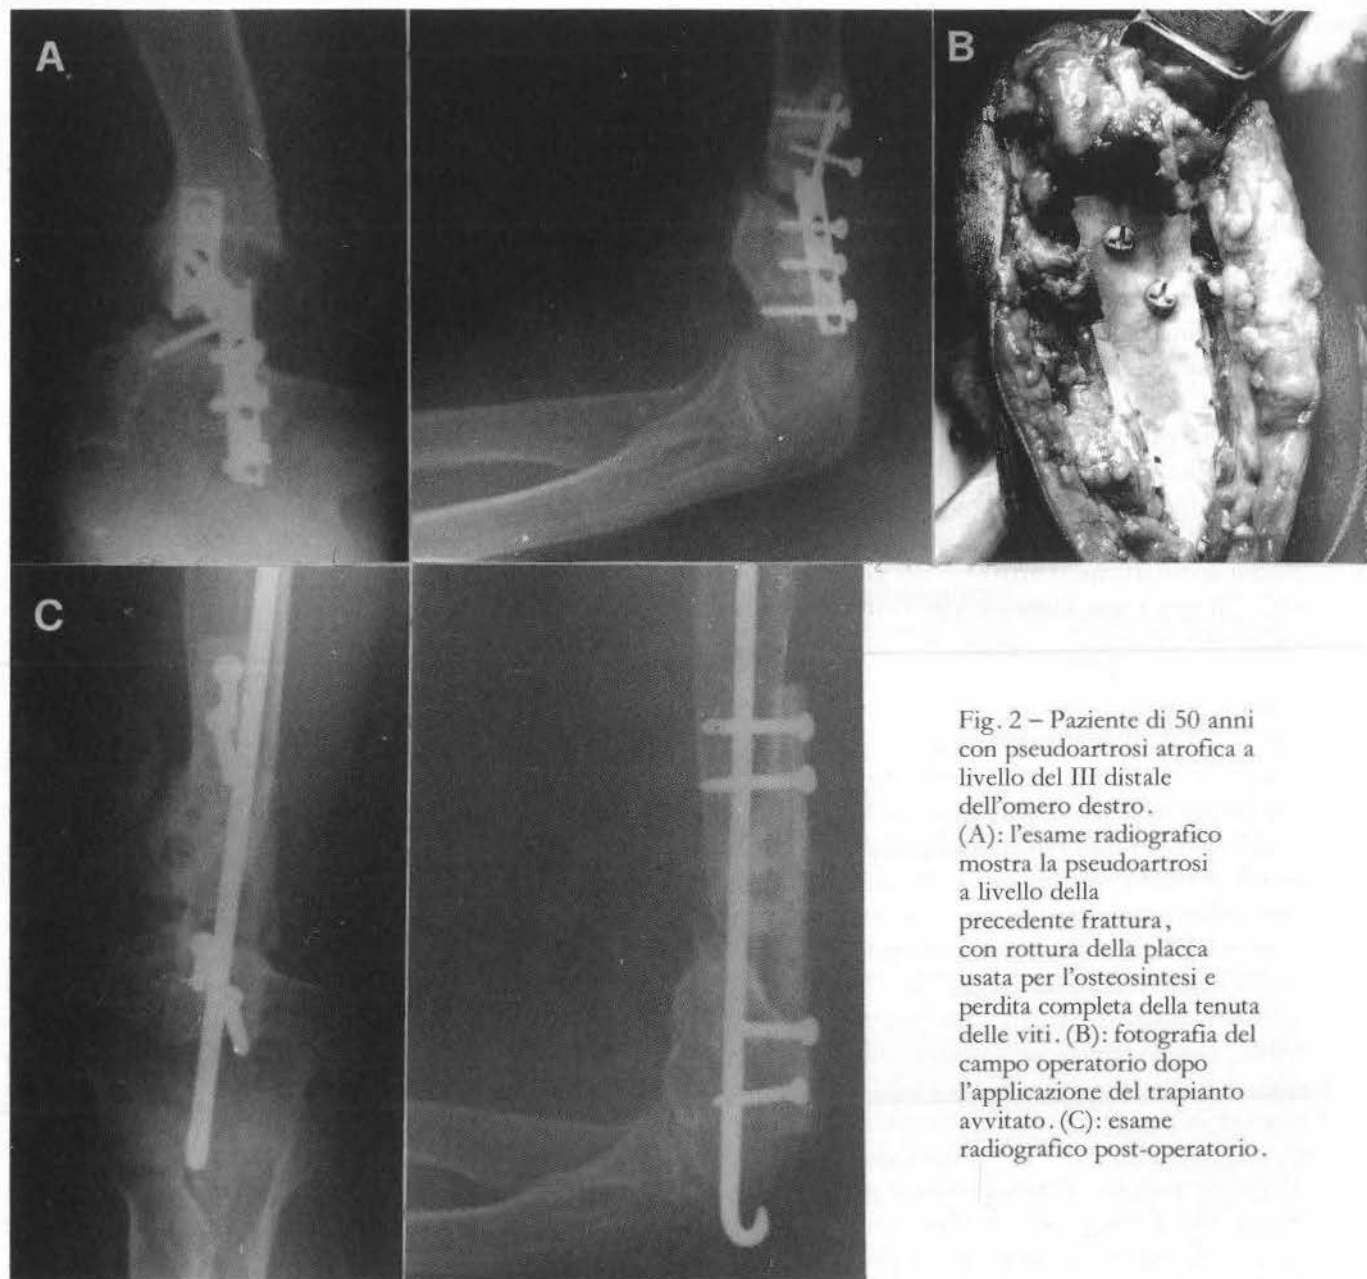 A
B
C
Fig. 2 – Paziente di 50 anni
con pseudoartrosi atrofica a
livello del III distale
dell'omero destro.
(A): l'esame radiografico
mostra la pseudoartrosi
a livello della
precedente frattura,
con rottura della placca
usata per l'osteosintesi e
perdita completa della tenuta
delle viti. (B): fotografia del
campo operatorio dopo
l'applicazione del trapianto
avvitato. (C): esame
radiografico post-operatorio.